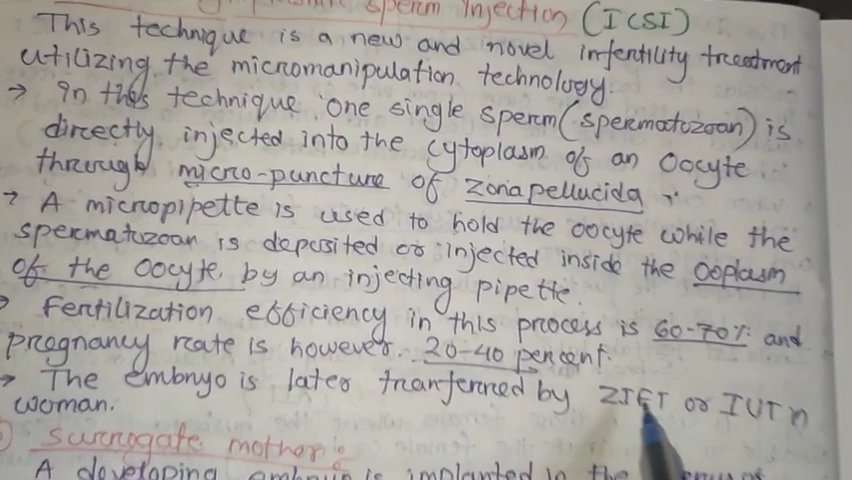 sperm Injection (ICSI)
This technique is a new and novel infentility treatment
utilizing the micromanipulation technology.
→ In this technique one single sperm (spermatozoan) is
directly injected into the cytoplasm of an Oocyte
through micro-puncture of zona pellucida.
→ A micropipette is used to hold the oocyte while the
spermatozoan is deposited or injected inside the Ooplasm
of the Oocyte by an injecting pipette.
Fertilization efficiency in this process is 60-70% and
pregnancy rate is however 20-40 percent.
→ The embryo is later tranferred by ZIFT or IUT in
woman.
Surrogate mother:
A developing embryo is implanted in the